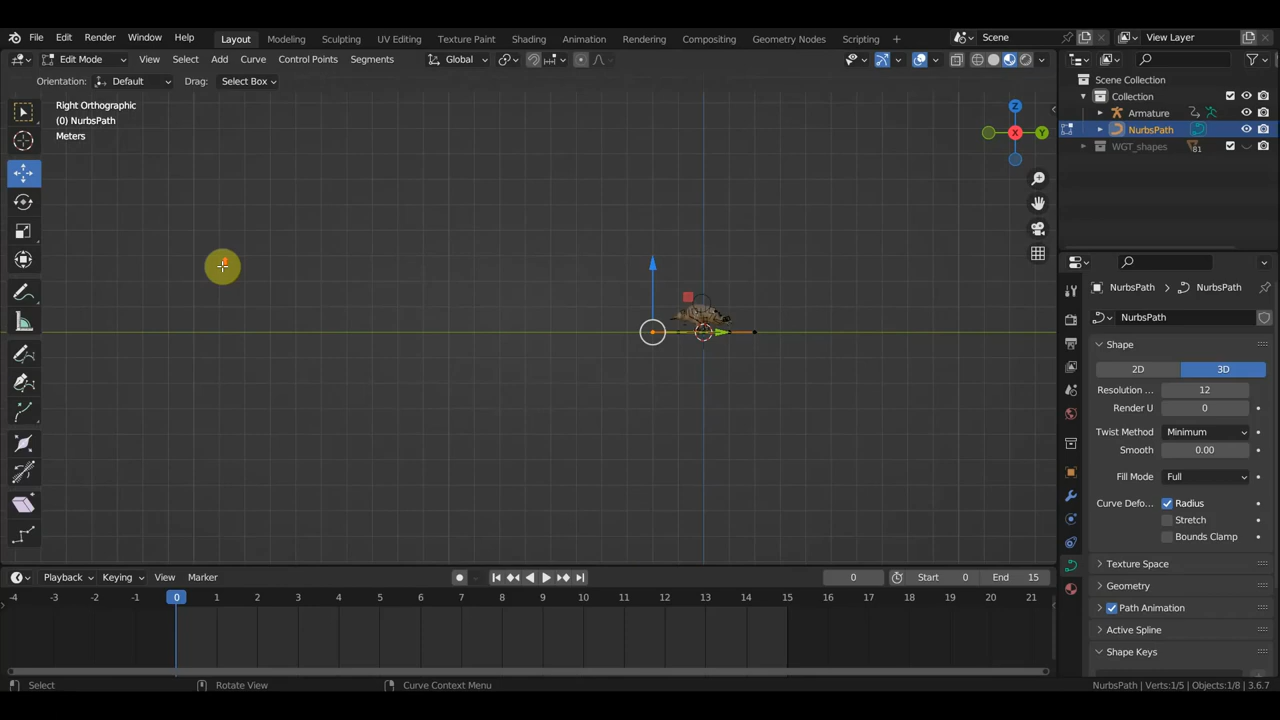 File Edit Render Window Help Layout Modeling Sculpting UV Editing Texture Paint Shading Animation Rendering Compositing Geometry Nodes Scripting Scene View Layer
Edit Mode View Select Add Curve Control Points Segments Global
Orientation: Default Drag: Select Box
Scene Collection
Collection
Armature
NurbsPath
WGT_shapes 81
Right Orthographic
(0) NurbsPath
Meters
X Y Z
NurbsPath NurbsPath
NurbsPath
Shape
2D 3D
Resolution ... 12
Render U 0
Twist Method Minimum
Smooth 0.00
Fill Mode Full
Curve Defo... Radius
Stretch
Bounds Clamp
Texture Space
Geometry
Path Animation
Active Spline
Shape Keys
Playback Keying View Marker 0 Start 0 End 15
-4 -3 -2 -1 0 1 2 3 4 5 6 7 8 9 10 11 12 13 14 15 16 17 18 19 20 21
Select Rotate View Curve Context Menu NurbsPath | Verts:1/5 | Objects:1/8 | 3.6.7